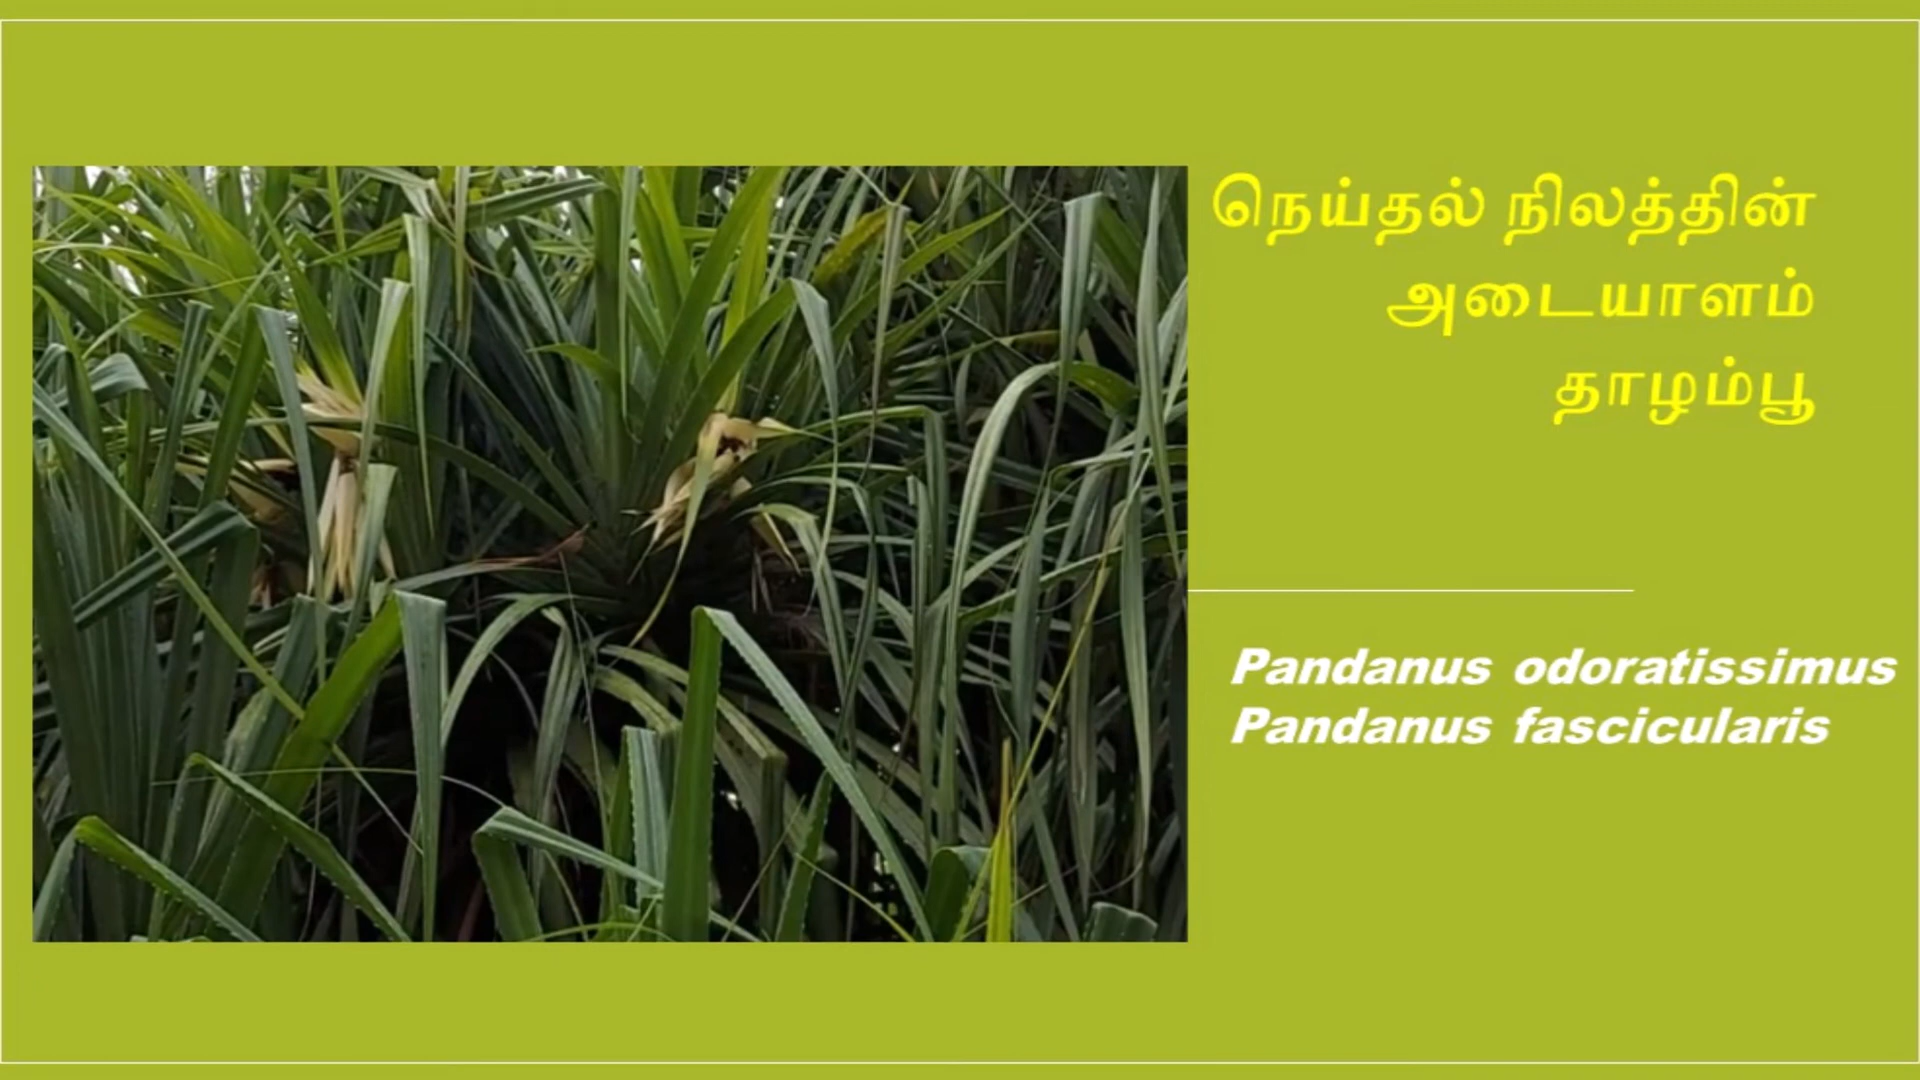 நெய்தல் நிலத்தின்
அடையாளம்
தாழம்பூ
Pandanus odoratissimus
Pandanus fascicularis